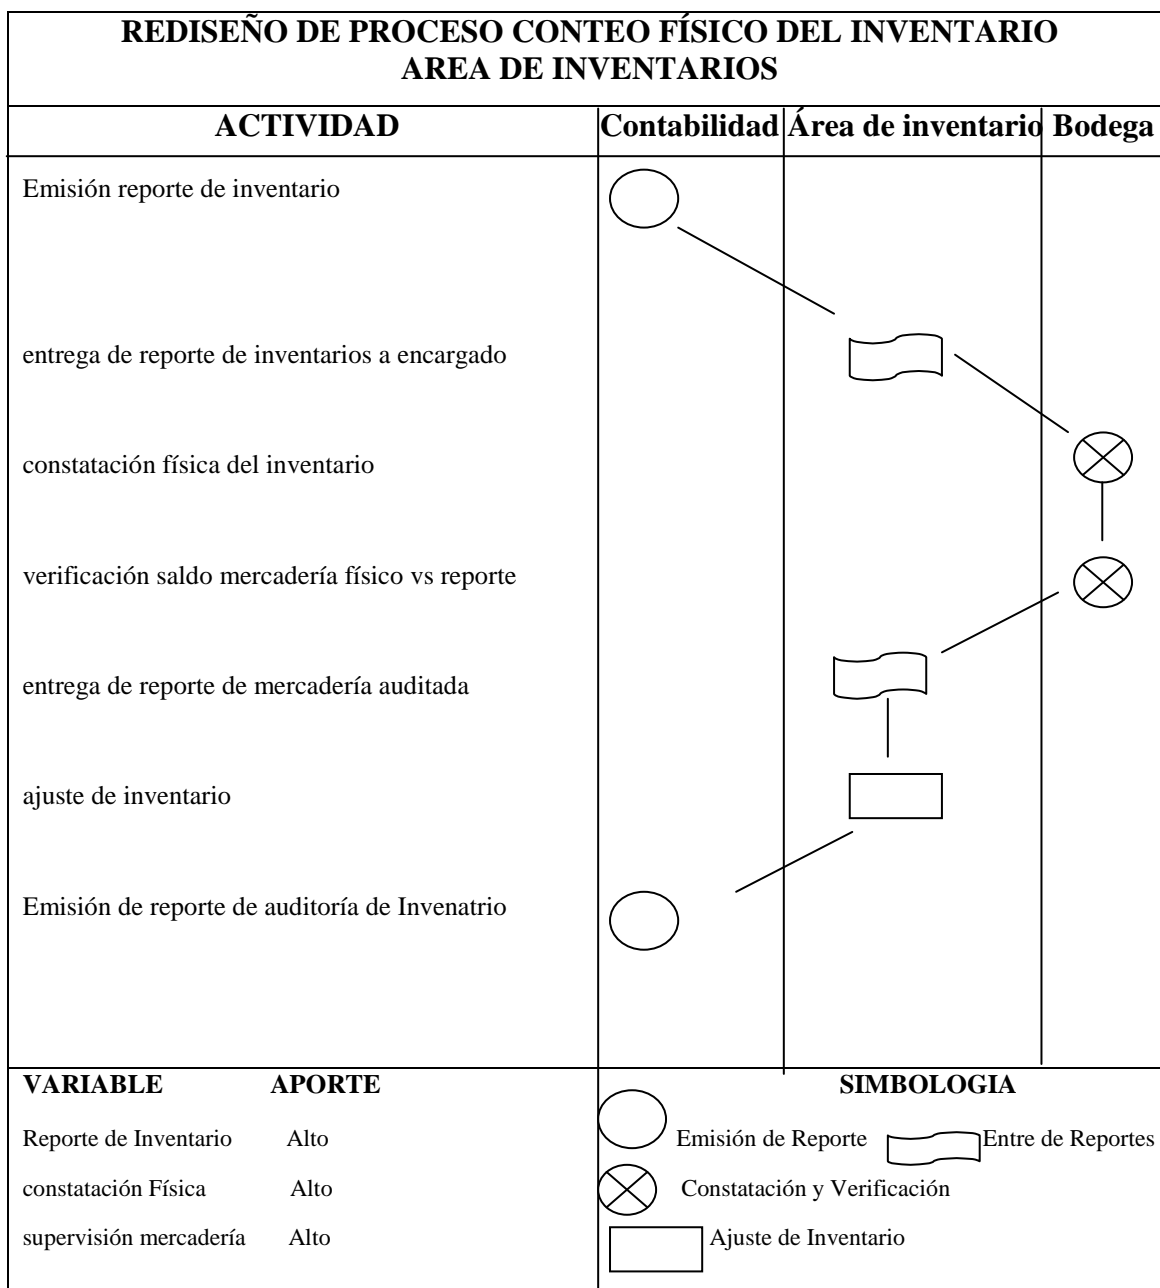 REDISEÑO DE PROCESO CONTEO FÍSICO DEL INVENTARIO
AREA DE INVENTARIOS
ACTIVIDAD Contabilidad Área de inventario Bodega
Emisión reporte de inventario
entrega de reporte de inventarios a encargado
constatación física del inventario
verificación saldo mercadería físico vs reporte
entrega de reporte de mercadería auditada
ajuste de inventario
Emisión de reporte de auditoría de Invenatrio
VARIABLE APORTE
Reporte de Inventario Alto
constatación Física Alto
supervisión mercadería Alto
SIMBOLOGIA
Emisión de Reporte Entre de Reportes
Constatación y Verificación
Ajuste de Inventario